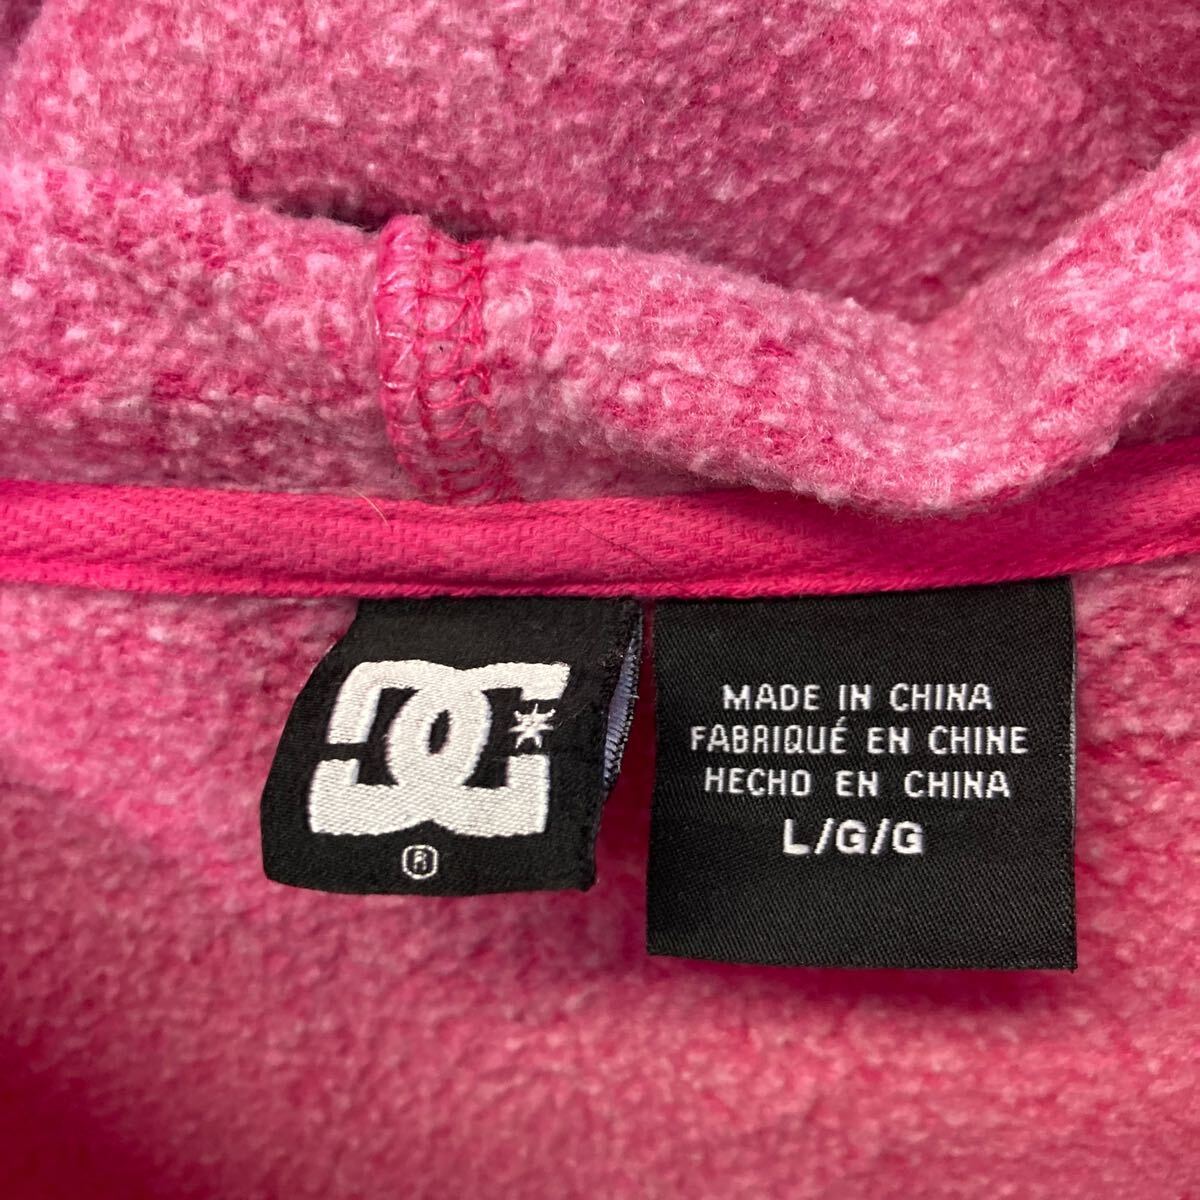 DC
®
MADE IN CHINA
FABRIQUÉ EN CHINE
HECHO EN CHINA
L/G/G